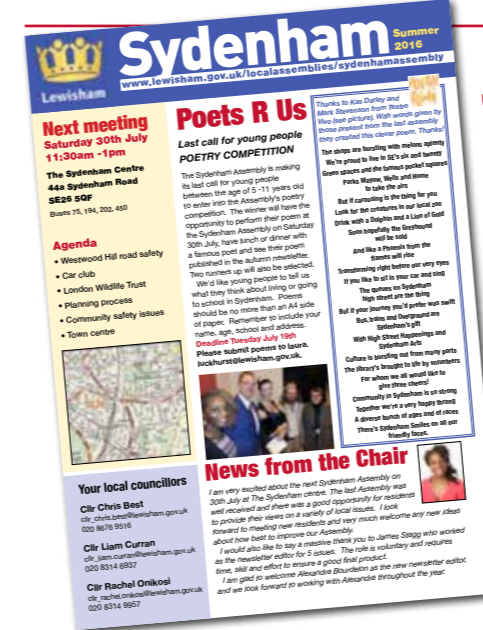 Lewisham
Sydenham
Summer
2016
www.lewisham.gov.uk/localassemblies/sydenhamassembly
Next meeting
Saturday 30th July
11:30am -1pm
The Sydenham Centre
44a Sydenham Road
SE26 5QF
Buses 75, 194, 202, 450
Agenda
• Westwood Hill road safety
• Car club
• London Wildlife Trust
• Planning process
• Community safety issues
• Town centre
Your local councillors
Cllr Chris Best
cllr_chris.best@lewisham.gov.uk
020 8676 9516
Cllr Liam Curran
cllr_liam.curran@lewisham.gov.uk
020 8314 6937
Cllr Rachel Onikosi
cllr_rachel.onikosi@lewisham.gov.uk
020 8314 9957
Poets R Us
Last call for young people
POETRY COMPETITION
The Sydenham Assembly is making
its last call for young people
between the age of 5 -11 years old
to enter into the Assembly's poetry
competition. The winner will have the
opportunity to perform their poem at
the Sydenham Assembly on Saturday
30th July, have lunch or dinner with
a famous poet and see their poem
published in the autumn newsletter.
Two runners up will also be selected.
We'd like young people to tell us
what they think about living or going
to school in Sydenham. Poems
should be no more than an A4 side
of paper. Remember to include your
name, age, school and address.
Deadline Tuesday July 19th
Please submit poems to laura.
luckhurst@lewisham.gov.uk.
Thanks to Kas Darley and
Mark Stevenson from Teatro
Vivo (see picture). With words given by
those present from the last assembly
they created this clever poem. Thanks!
The shops are bursting with melons aplenty
We're proud to live in SE's six and twenty
Green spaces and the famous pocket squares
Parks Mayow, Wells and Home
to take the airs
But if carousing is the thing for you
Look for the creatures in our local zoo
Drink with a Dolphin and a Lion of Gold
Soon hopefully the Greyhound
will be sold
And like a Phoenix from the
flames will rise
Transforming right before our very eyes
If you like to sit in your car and sing
The queues on Sydenham
high street are the thing
But if your journey you'd prefer was swift
Bus, trains and Overground are
Sydenham's gift
With High Street Happenings and
Sydenham Arts
Culture is bursting out from many parts
The library's brought to life by volunteers
For whom we all would like to
give three cheers!
Community in Sydenham is so strong
Together we're a very happy throng
A diverse bunch of ages and of races
There's Sydenham Smiles on all our
friendly faces.
News from the Chair
I am very excited about the next Sydenham Assembly on
30th July at The Sydenham centre. The last Assembly was
well received and there was a good opportunity for residents
to provide their views on a variety of local issues. I look
forward to meeting new residents and very much welcome any new ideas
about how best to improve our Assembly.
I would also like to say a massive thank you to James Stagg who worked
as the newsletter editor for 5 issues. The role is voluntary and requires
time, skill and effort to ensure a good final product.
I am glad to welcome Alexandra Bourdelon as the new newsletter editor,
and we look forward to working with Alexandra throughout the year.